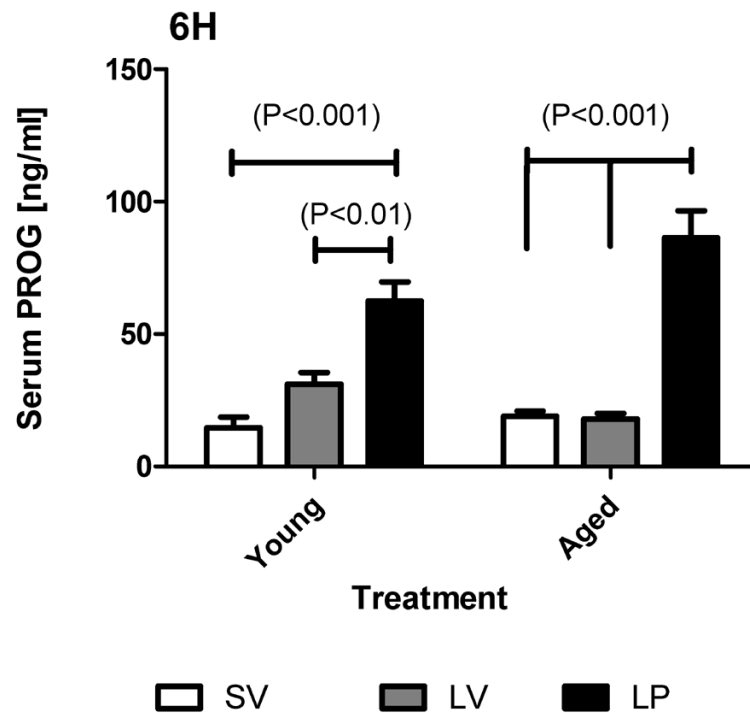 6H
Serum PROG [ng/ml]
150
100
50
0
(P<0.001)
(P<0.01)
(P<0.001)
Young
Aged
Treatment
SV
LV
LP